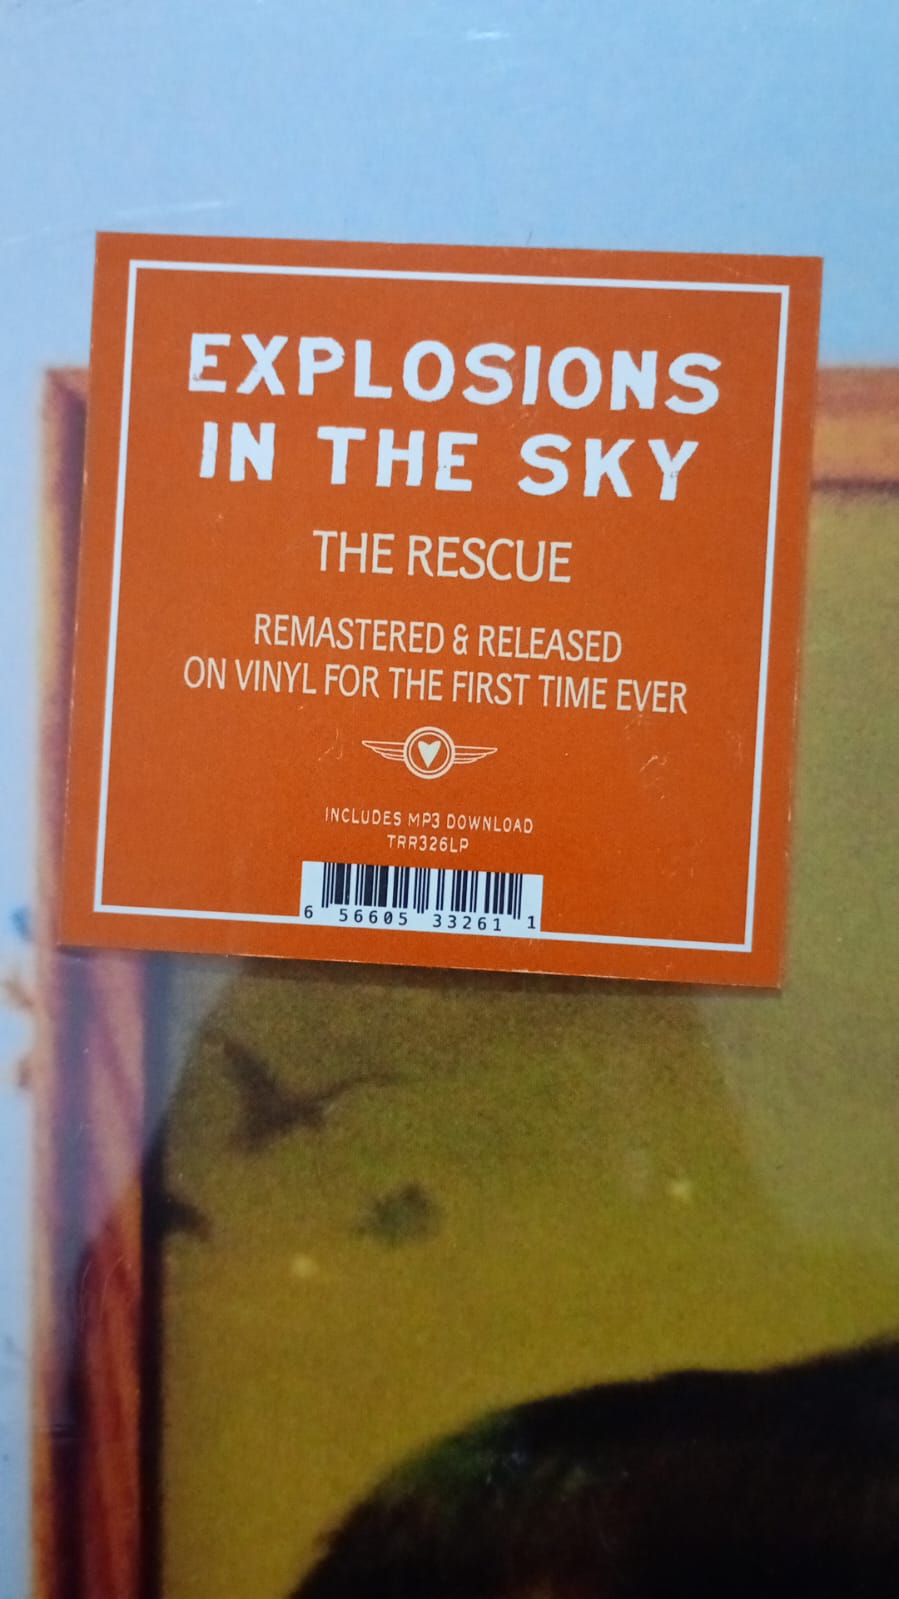 EXPLOSIONS
IN THE SKY
THE RESCUE
REMASTERED & RELEASED
ON VINYL FOR THE FIRST TIME EVER
INCLUDES MP3 DOWNLOAD
TRR326LP
6 56605 33261 1